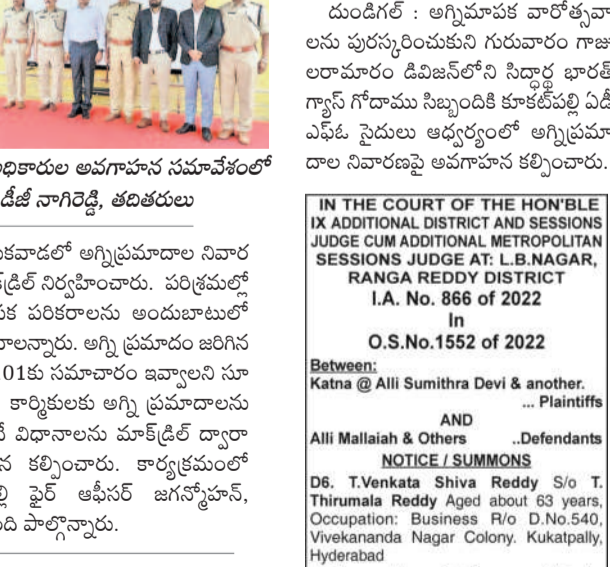 అవగాహన సమావేశంలో
డీజీ నాగిరెడ్డి, తదితరులు
అగ్నిప్రమాదాల నివార
నిర్వహించారు. పరిశ్రమల్లో
పరికరాలను అందుబాటులో
అగ్ని ప్రమాదం జరిగిన
సమాచారం ఇవ్వాలని సూ
కార్మికులకు అగ్ని ప్రమాదాలను
విధానాలను మాక్‌డ్రిల్ ద్వారా
కల్పించారు. కార్యక్రమంలో
ఫైర్ ఆఫీసర్ జగన్మోహన్,
పాల్గొన్నారు.
దుండిగల్ : అగ్నిమాపక వారోత్సవా
లను పురస్కరించుకుని గురువారం గాజు
లరామారం డివిజన్‌లోని సిద్ధార్థ భారత్
గ్యాస్ గోదాము సిబ్బందికి కూకట్‌పల్లి ఏడీ
ఎఫ్ఓ సైదులు ఆధ్వర్యంలో అగ్నిప్రమా
దాల నివారణపై అవగాహన కల్పించారు.
IN THE COURT OF THE HON'BLE
IX ADDITIONAL DISTRICT AND SESSIONS
JUDGE CUM ADDITIONAL METROPOLITAN
SESSIONS JUDGE AT: L.B.NAGAR,
RANGA REDDY DISTRICT
I.A. No. 866 of 2022
In
O.S.No.1552 of 2022
Between:
Katna @ Alli Sumithra Devi & another.
... Plaintiffs
AND
Alli Mallaiah & Others ..Defendants
NOTICE / SUMMONS
D6. T.Venkata Shiva Reddy S/o T.
Thirumala Reddy Aged about 63 years,
Occupation: Business R/o D.No.540,
Vivekananda Nagar Colony. Kukatpally,
Hyderabad